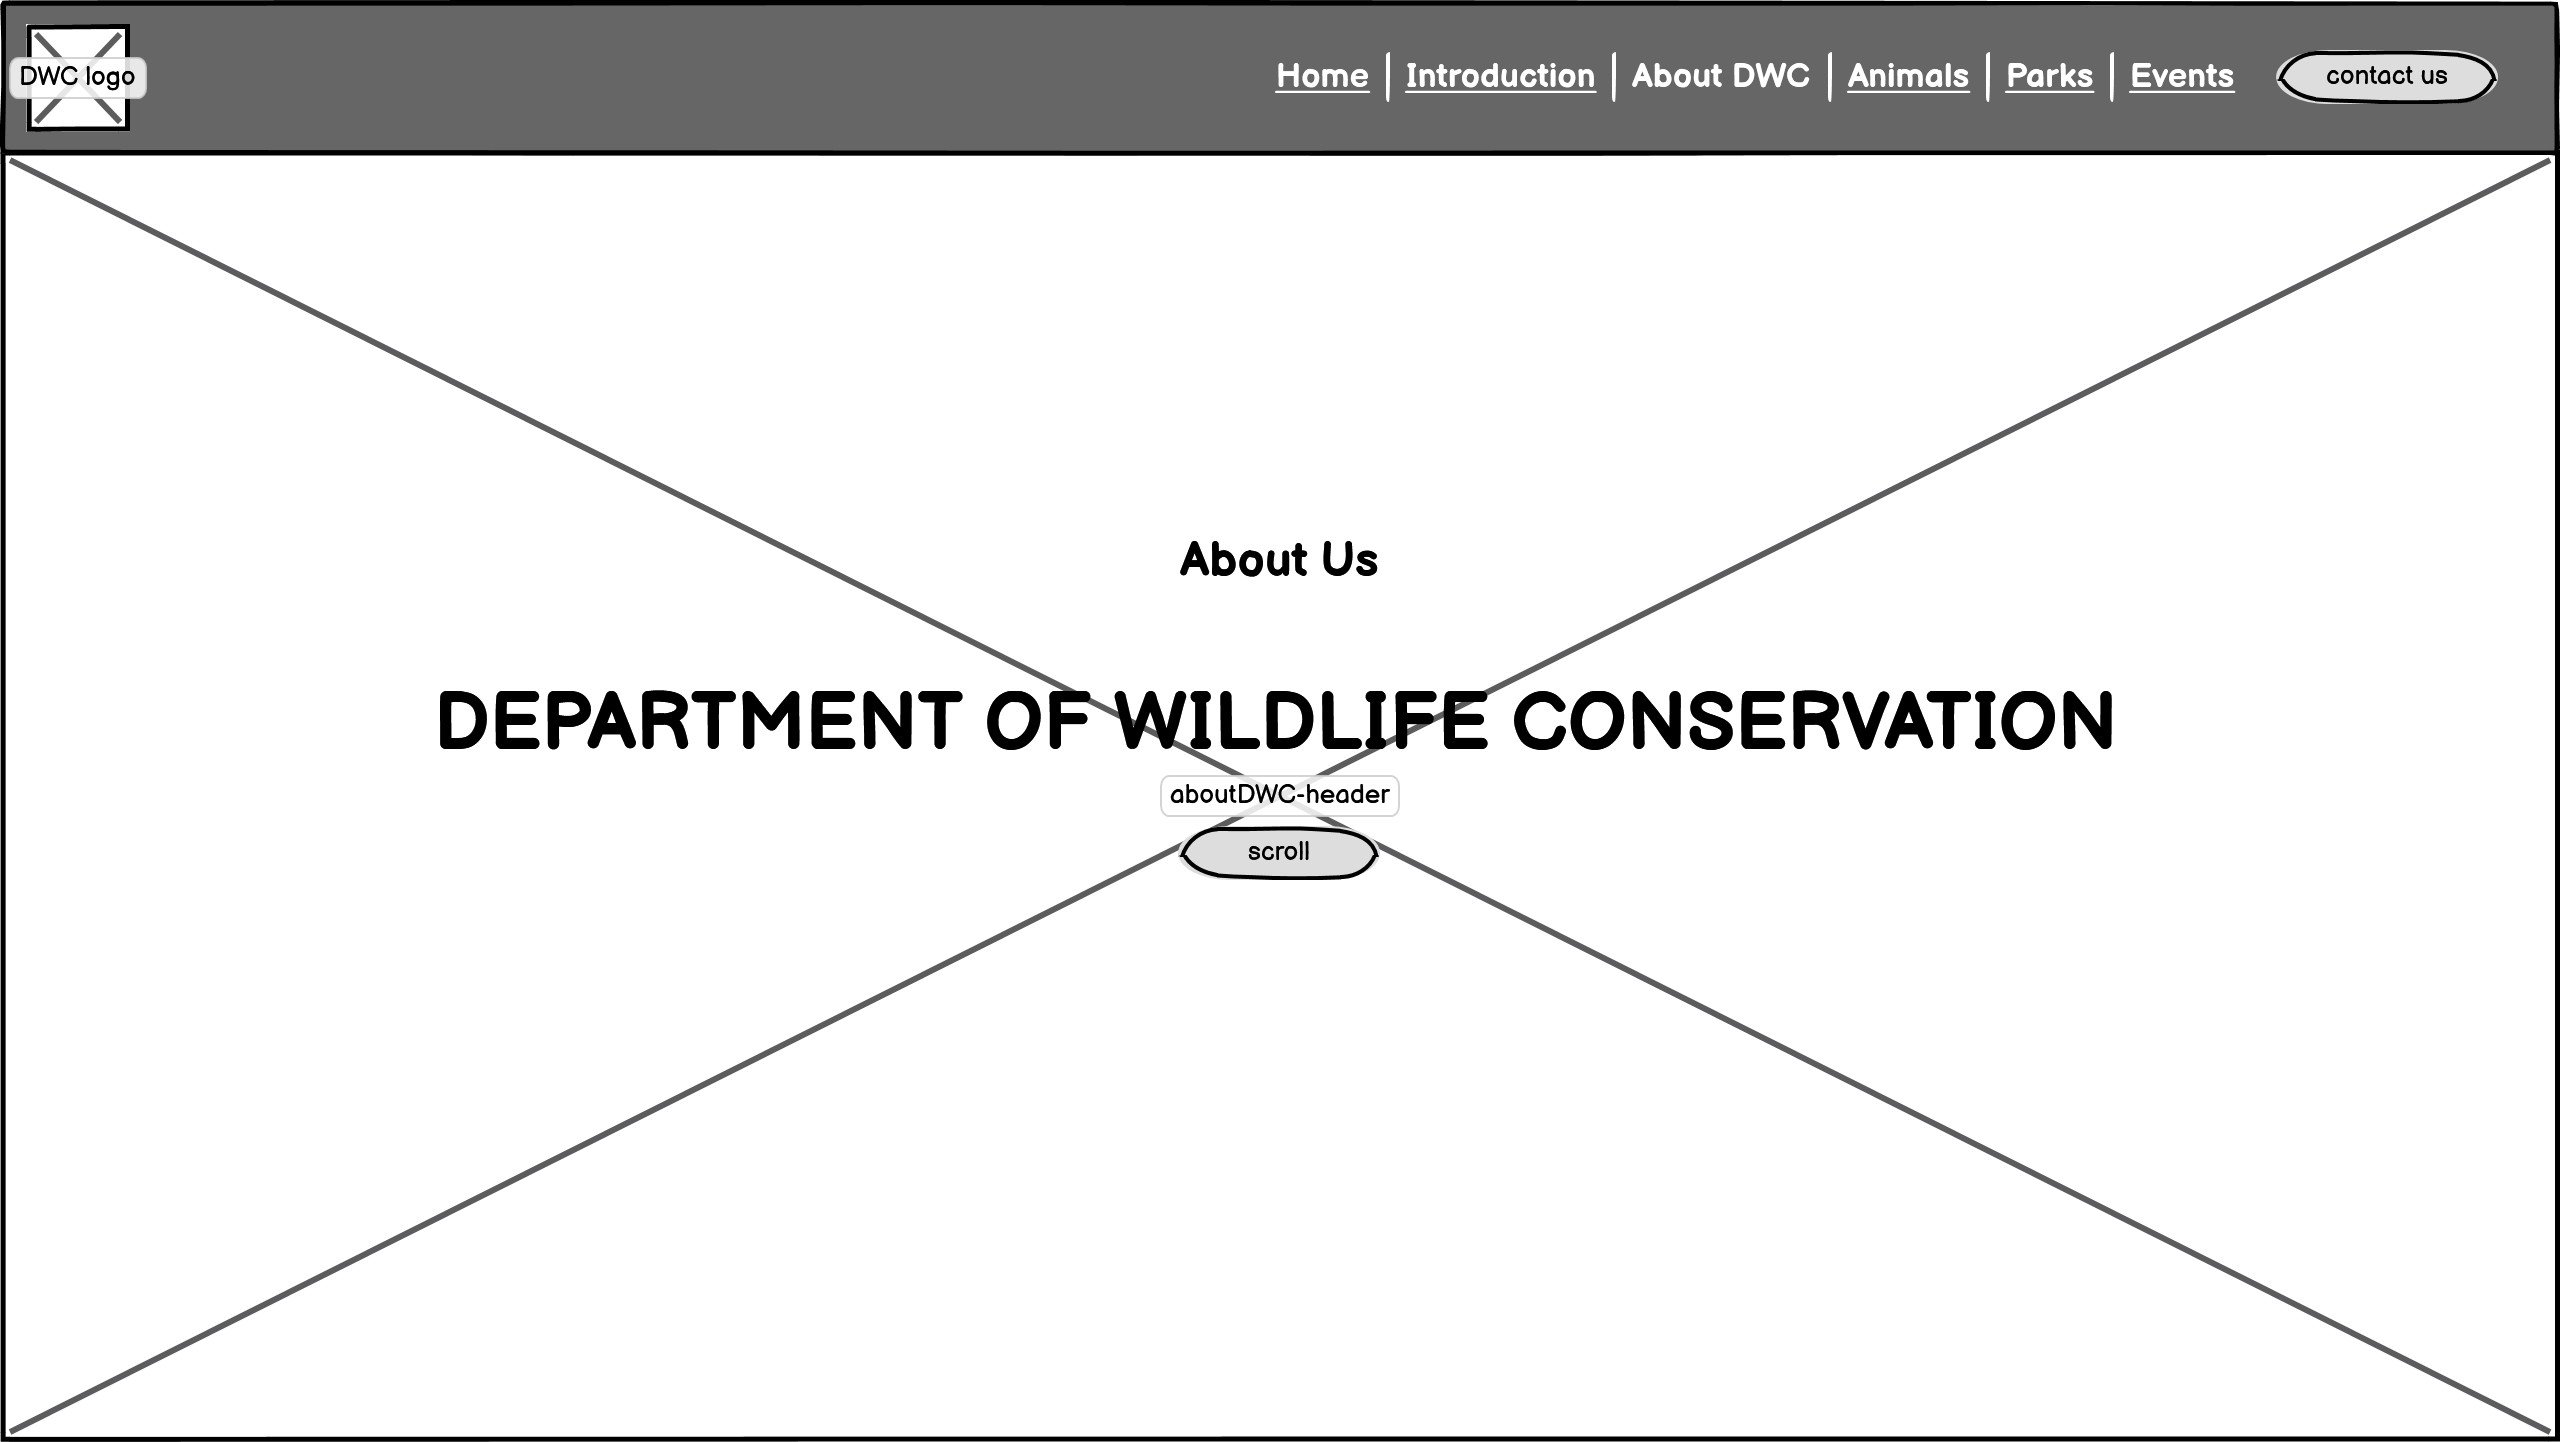 DWC logo
Home | Introduction | About DWC | Animals | Parks | Events
contact us
About Us
DEPARTMENT OF WILDLIFE CONSERVATION
aboutDWC-header
scroll